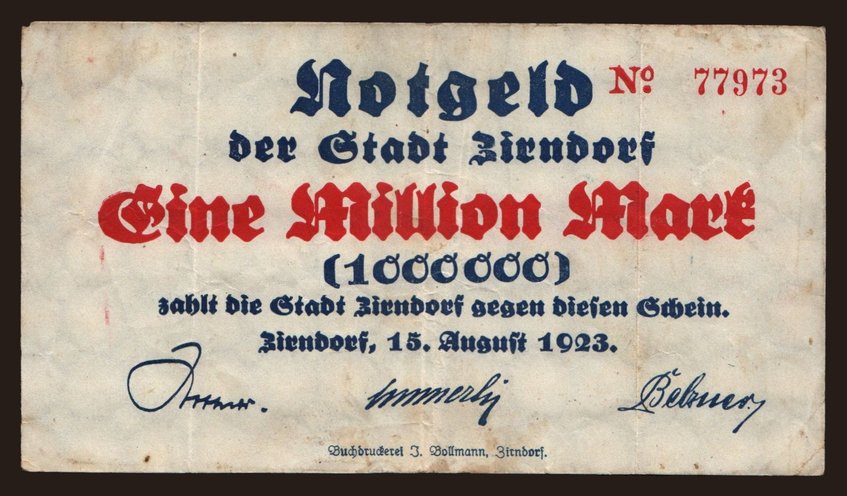 Notgeld № 77973
der Stadt Zirndorf
Eine Million Mark
(1000000)
zahlt die Stadt Zirndorf gegen diesen Schein.
Zirndorf, 15. August 1923.
Buchdruckerei J. Bollmann, Zirndorf.